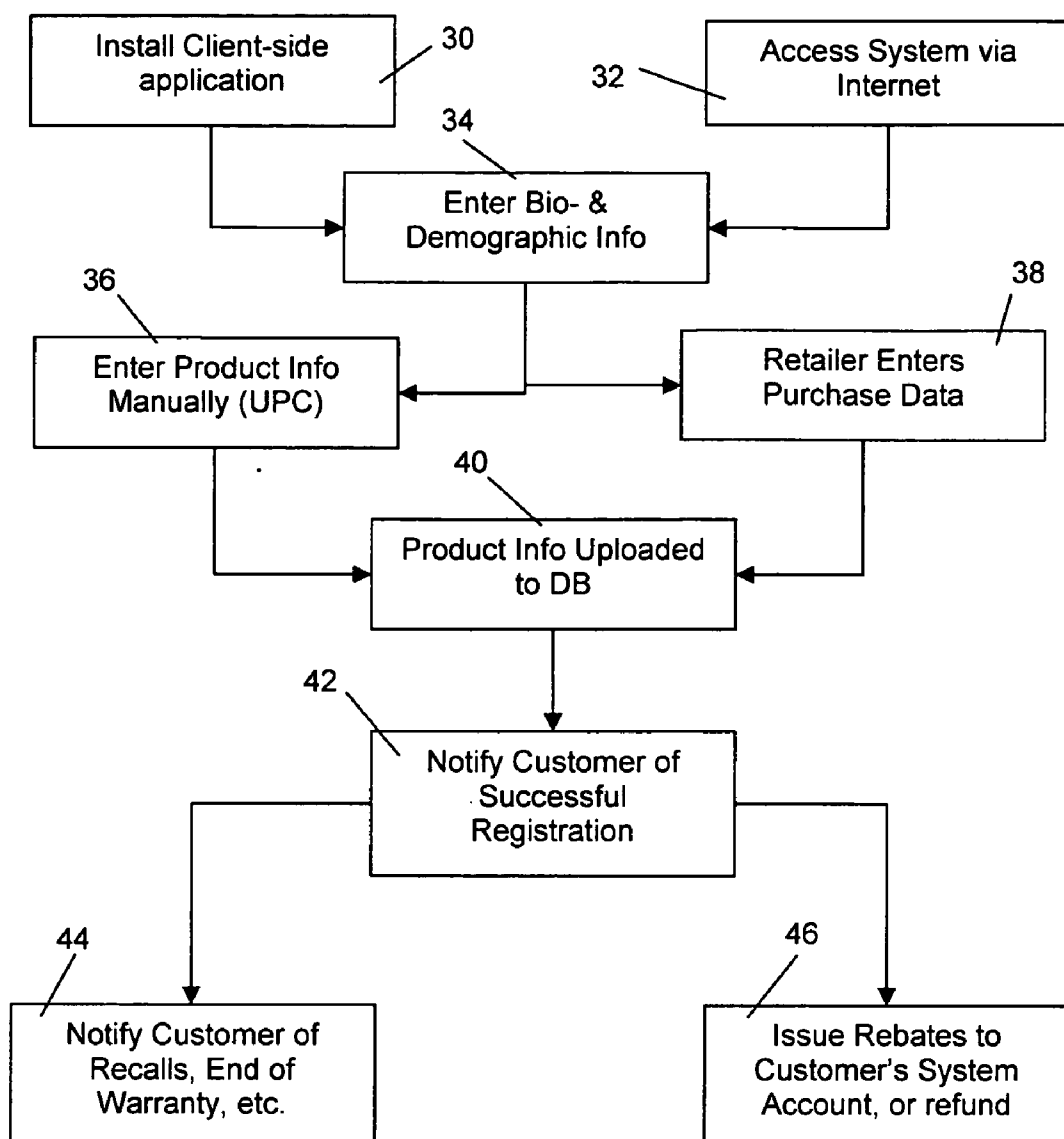 Install Client-side
application
30
Access System via
Internet
32
34
Enter Bio- &
Demographic Info
36
Enter Product Info
Manually (UPC)
38
Retailer Enters
Purchase Data
40
Product Info Uploaded
to DB
42
Notify Customer of
Successful
Registration
44
Notify Customer of
Recalls, End of
Warranty, etc.
46
Issue Rebates to
Customer's System
Account, or refund